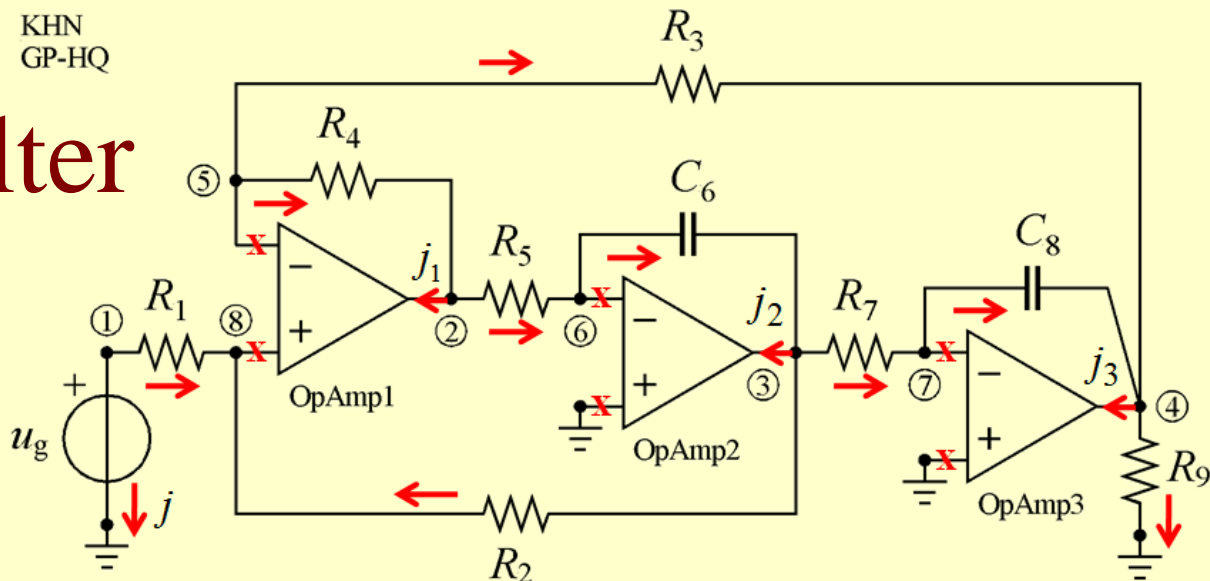 KHN
GP-HQ
lter
R3
R4
⑤
x
−
j1
R5
C6
C8
①
R1
⑧
x
+
②
⑥
x
−
j2
R7
OpAmp1
+
ug
x
+
③
⑦
x
−
j3
④
OpAmp2
x
+
R9
j
OpAmp3
R2